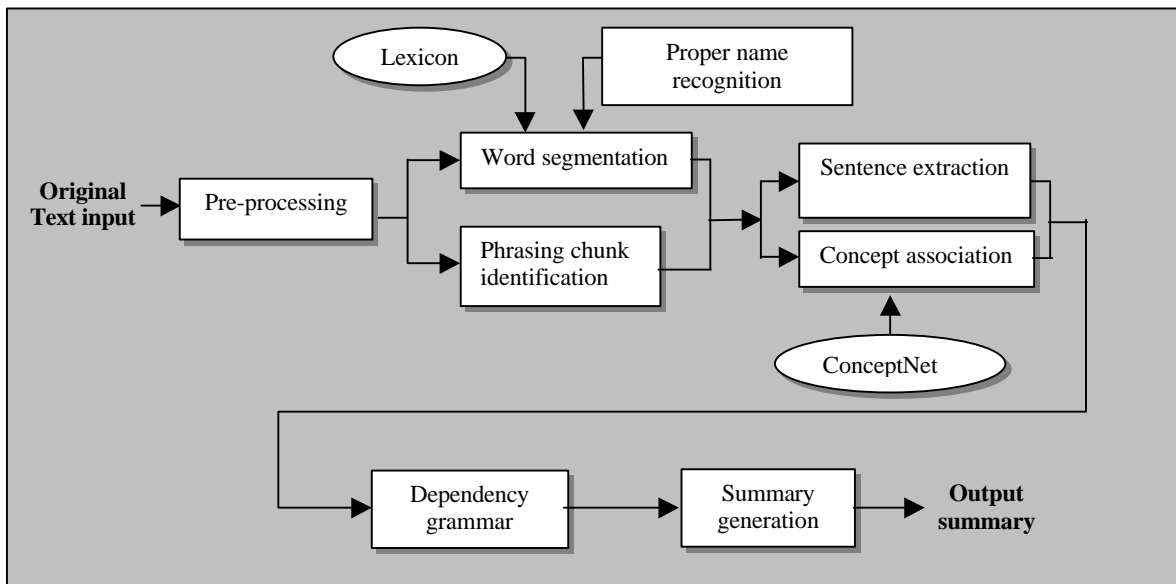 Lexicon
Proper name
recognition
Word segmentation
Sentence extraction
Original
Text input
Pre-processing
Phrasing chunk
identification
Concept association
ConceptNet
Dependency
grammar
Summary
generation
Output
summary